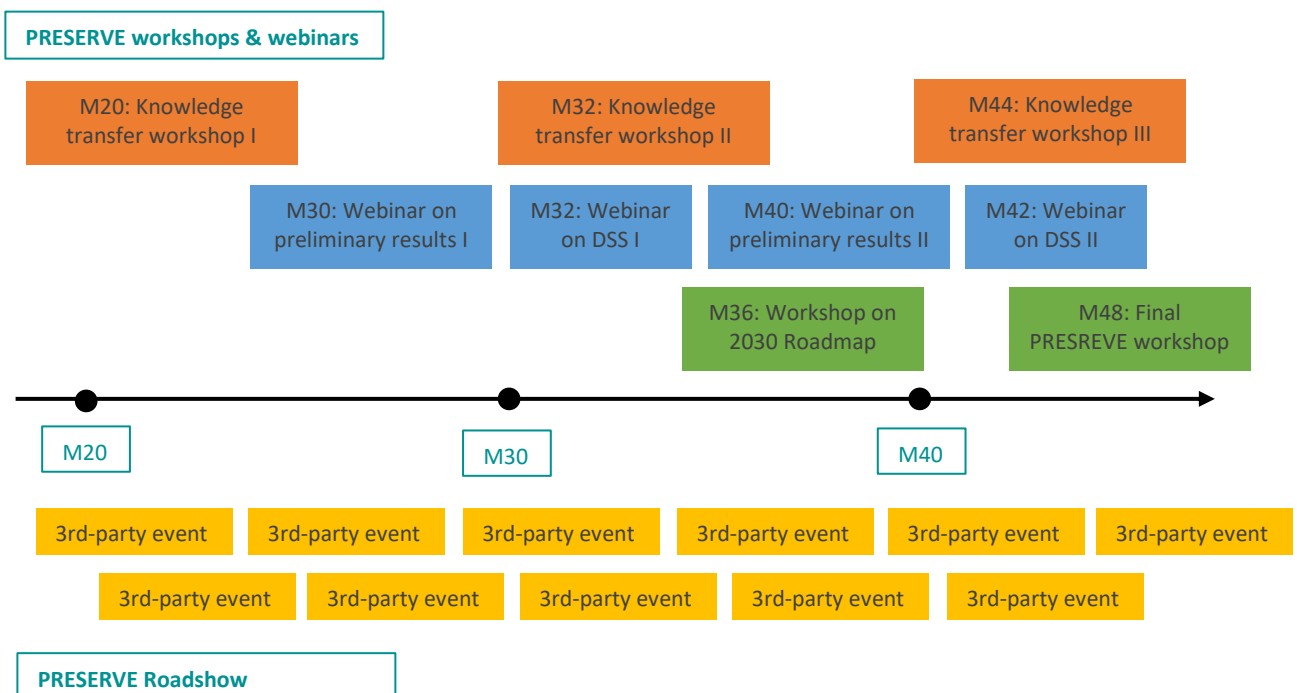 PRESERVE workshops & webinars
M20: Knowledge
transfer workshop I
M32: Knowledge
transfer workshop II
M44: Knowledge
transfer workshop III
M30: Webinar on
preliminary results I
M32: Webinar
on DSS I
M40: Webinar on
preliminary results II
M42: Webinar
on DSS II
M36: Workshop on
2030 Roadmap
M48: Final
PRESREVE workshop
M20
M30
M40
3rd-party event
3rd-party event
3rd-party event
3rd-party event
3rd-party event
3rd-party event
3rd-party event
3rd-party event
3rd-party event
3rd-party event
3rd-party event
PRESERVE Roadshow